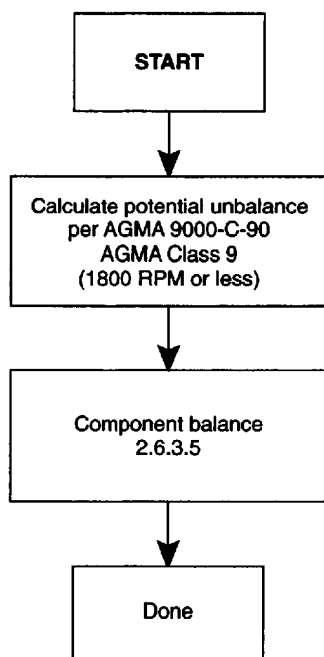 START
Calculate potential unbalance
per AGMA 9000-C-90
AGMA Class 9
(1800 RPM or less)
Component balance
2.6.3.5
Done